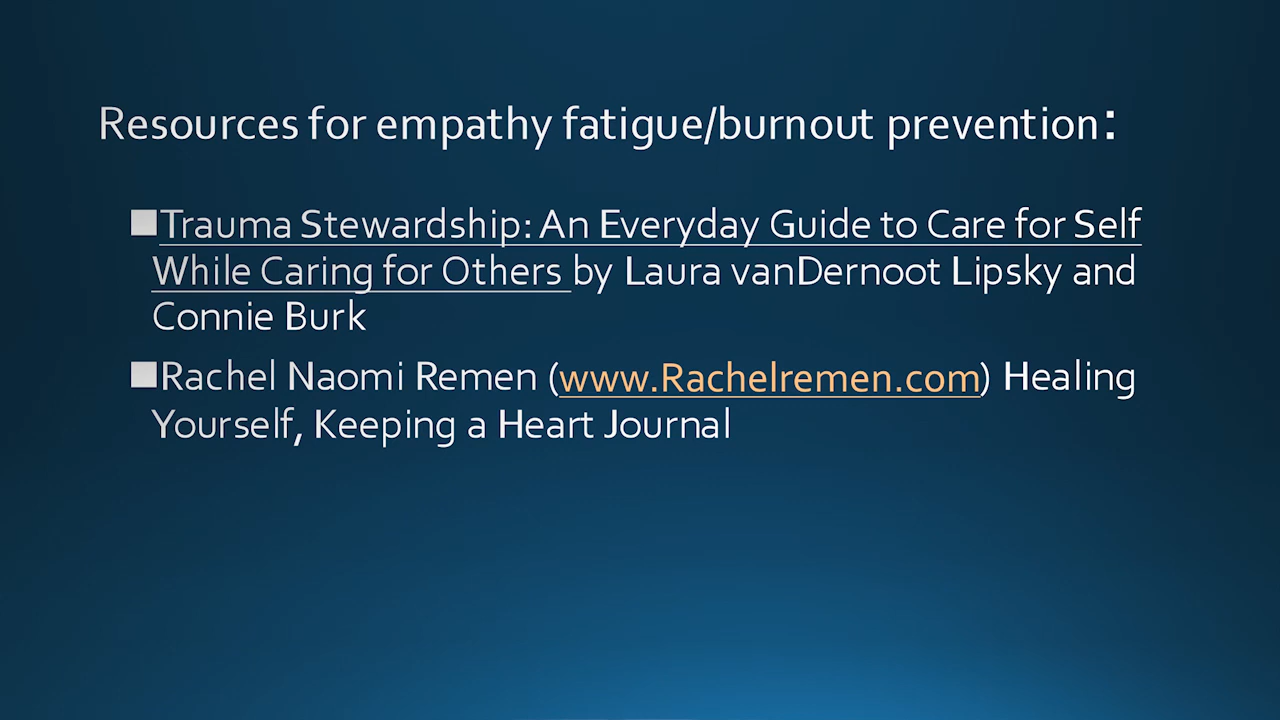 Resources for empathy fatigue/burnout prevention:
■Trauma Stewardship: An Everyday Guide to Care for Self
While Caring for Others by Laura vanDernoot Lipsky and
Connie Burk
■Rachel Naomi Remen (www.Rachelremen.com) Healing
Yourself, Keeping a Heart Journal